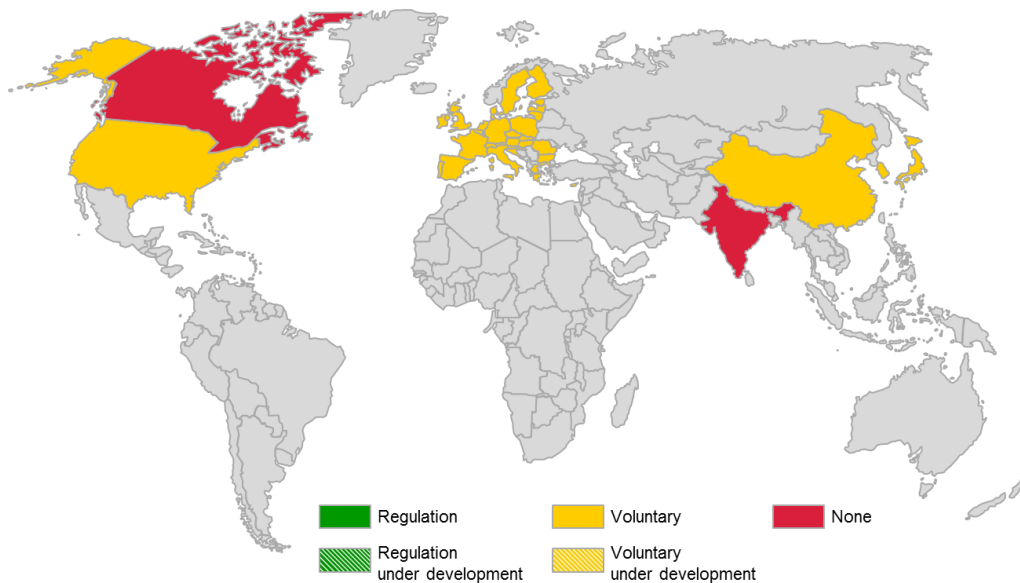 Regulation
Voluntary
None
Regulation
under development
Voluntary
under development